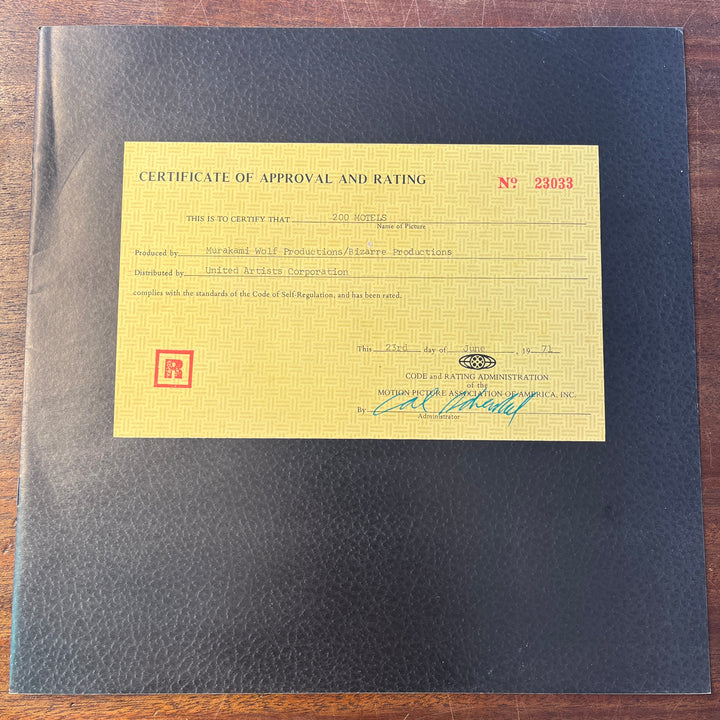 CERTIFICATE OF APPROVAL AND RATING
Nº 23033
THIS IS TO CERTIFY THAT 200 MOTELS
Name of Picture
Produced by Murakami Wolf Productions/Bizarre Productions
Distributed by United Artists Corporation
complies with the standards of the Code of Self-Regulation, and has been rated.
This 23rd day of June , 19 71
R
CODE and RATING ADMINISTRATION
of the
MOTION PICTURE ASSOCIATION OF AMERICA, INC.
By Cal
Administrator